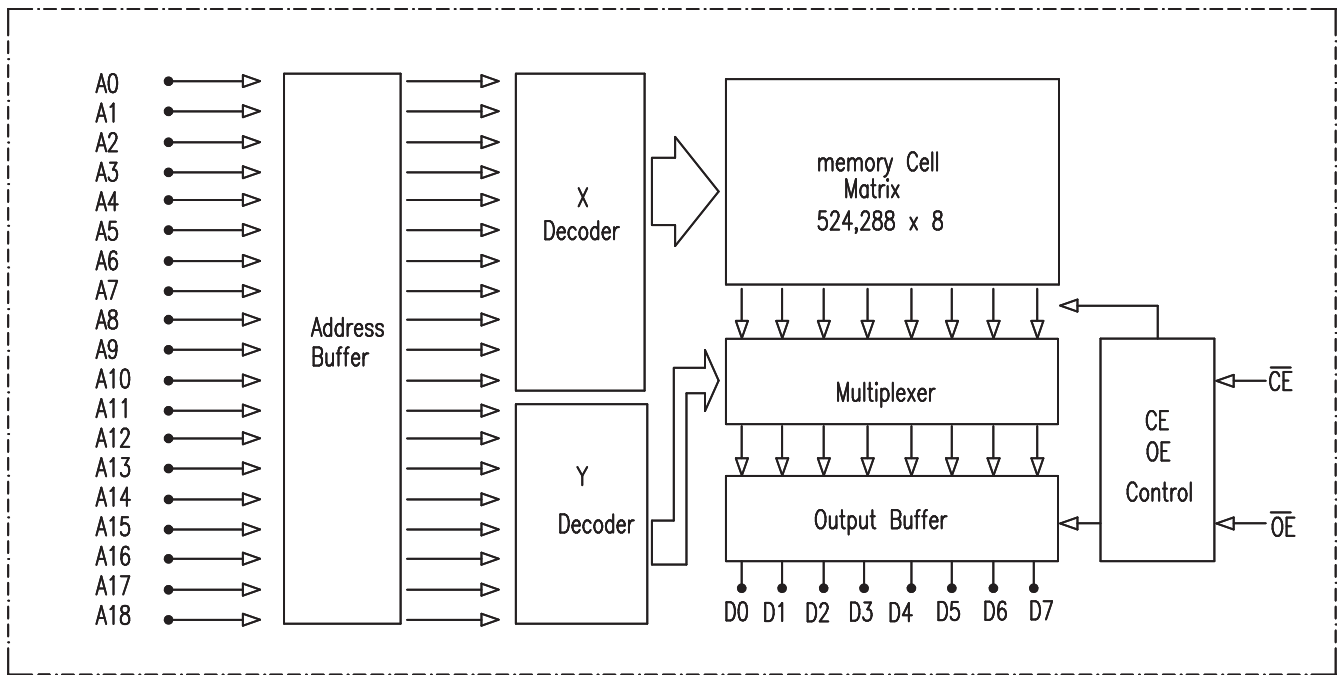 A0
A1
A2
A3
A4
A5
A6
A7
A8
A9
A10
A11
A12
A13
A14
A15
A16
A17
A18
Address
Buffer
X
Decoder
Y
Decoder
memory Cell
Matrix
524,288 x 8
Multiplexer
Output Buffer
D0 D1 D2 D3 D4 D5 D6 D7
CE
OE
Control
C̅E̅
O̅E̅